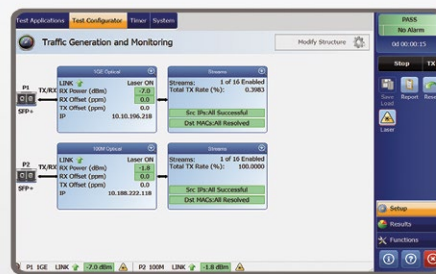 Test Applications Test Configurator Timer System
Traffic Generation and Monitoring
Modify Structure
PASS
No Alarm
0d 00:00:15
Stop TX
Save
Load
Report
Laser
1GE Optical
LINK Laser ON
RX Power (dBm) -7.0
RX Offset (ppm) 0.0
TX Offset (ppm) 0.0
IP 10.10.196.218
P1 TX/RX
SFP+
Streams
Streams: 1 of 16 Enabled
Total TX Rate (%): 0.3983
Src IPs:All Successful
Dst MACs:All Resolved
100M Optical
LINK Laser ON
RX Power (dBm) -1.8
RX Offset (ppm) 0.0
TX Offset (ppm) 0.0
IP 10.188.222.118
P2 TX/RX
SFP+
Streams
Streams: 1 of 16 Enabled
Total TX Rate (%): 100.0000
Src IPs:All Successful
Dst MACs:All Resolved
Setup
Results
Functions
P1 1GE LINK -7.0 dBm P2 100M LINK -1.8 dBm